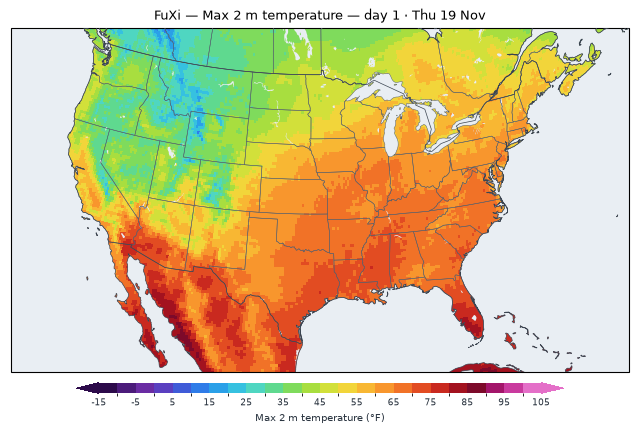 FuXi — Max 2 m temperature — day 1 · Thu 19 Nov
-15 -5 5 15 25 35 45 55 65 75 85 95 105
Max 2 m temperature (°F)